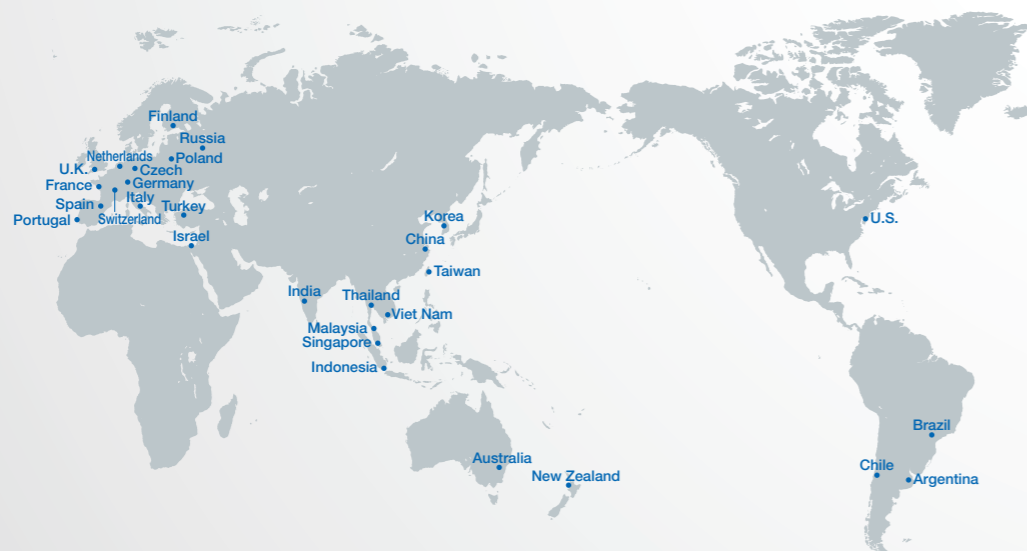 Finland
Russia
Netherlands
Poland
U.K.
Czech
France
Germany
Spain
Italy
Turkey
Portugal
Switzerland
Israel
Korea
China
Taiwan
India
Thailand
Viet Nam
Malaysia
Singapore
Indonesia
Australia
New Zealand
U.S.
Brazil
Chile
Argentina